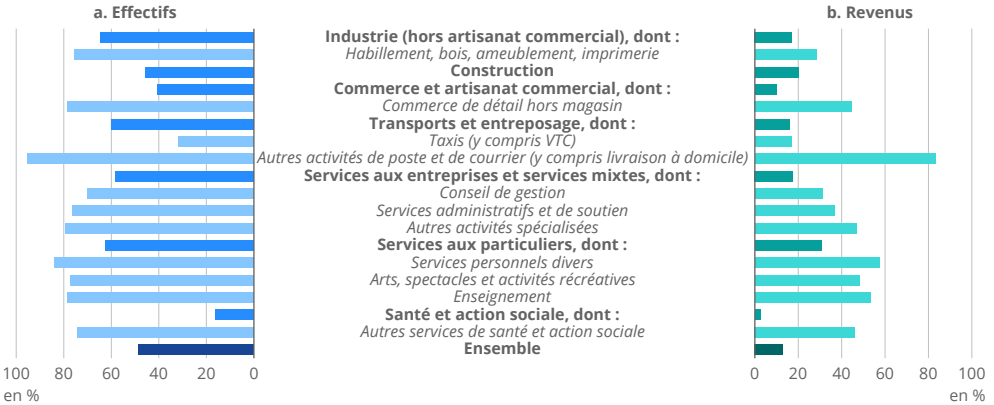 a. Effectifs
b. Revenus
Industrie (hors artisanat commercial), dont :
Habillement, bois, ameublement, imprimerie
Construction
Commerce et artisanat commercial, dont :
Commerce de détail hors magasin
Transports et entreposage, dont :
Taxis (y compris VTC)
Autres activités de poste et de courrier (y compris livraison à domicile)
Services aux entreprises et services mixtes, dont :
Conseil de gestion
Services administratifs et de soutien
Autres activités spécialisées
Services aux particuliers, dont :
Services personnels divers
Arts, spectacles et activités récréatives
Enseignement
Santé et action sociale, dont :
Autres services de santé et action sociale
Ensemble
100 80 60 40 20 0
0 20 40 60 80 100
en %
en %